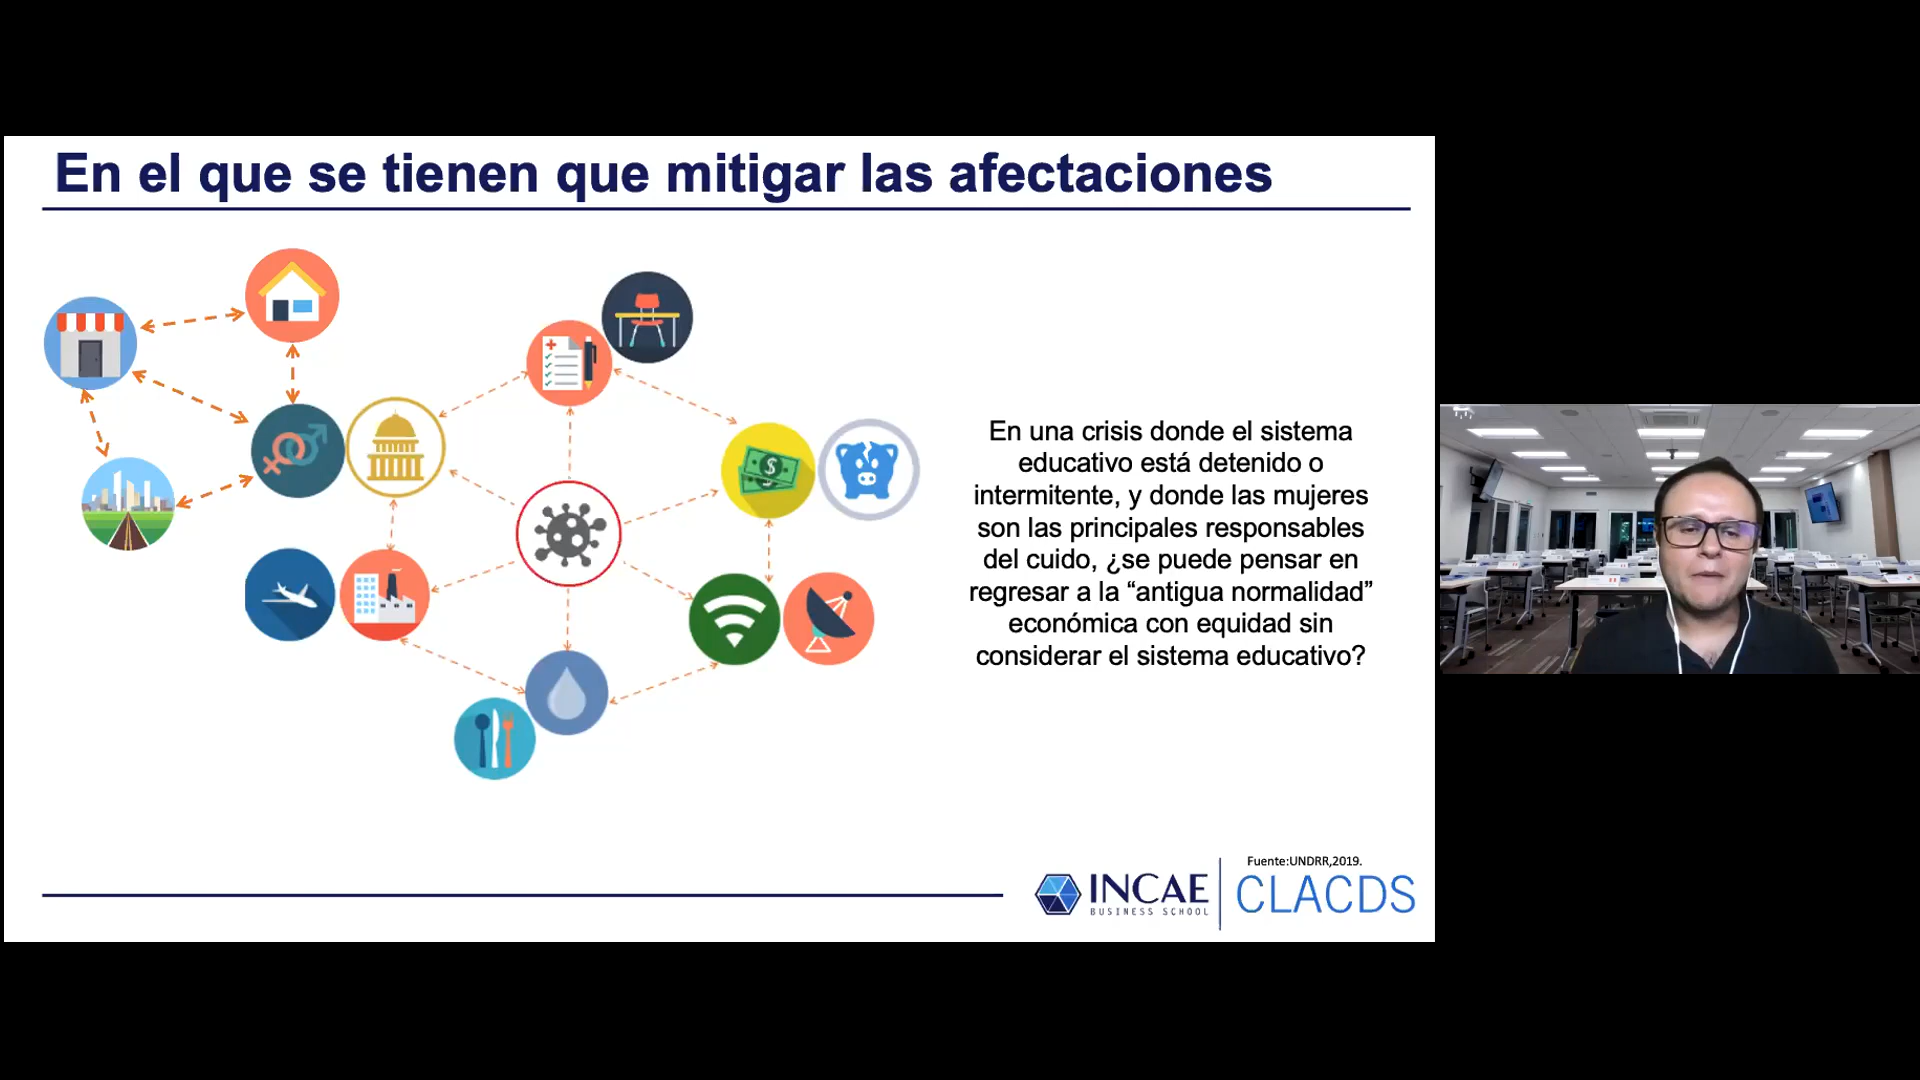 En el que se tienen que mitigar las afectaciones
En una crisis donde el sistema
educativo está detenido o
intermitente, y donde las mujeres
son las principales responsables
del cuido, ¿se puede pensar en
regresar a la “antigua normalidad”
económica con equidad sin
considerar el sistema educativo?
Fuente:UNDRR,2019.
INCAE
BUSINESS SCHOOL
CLACDS